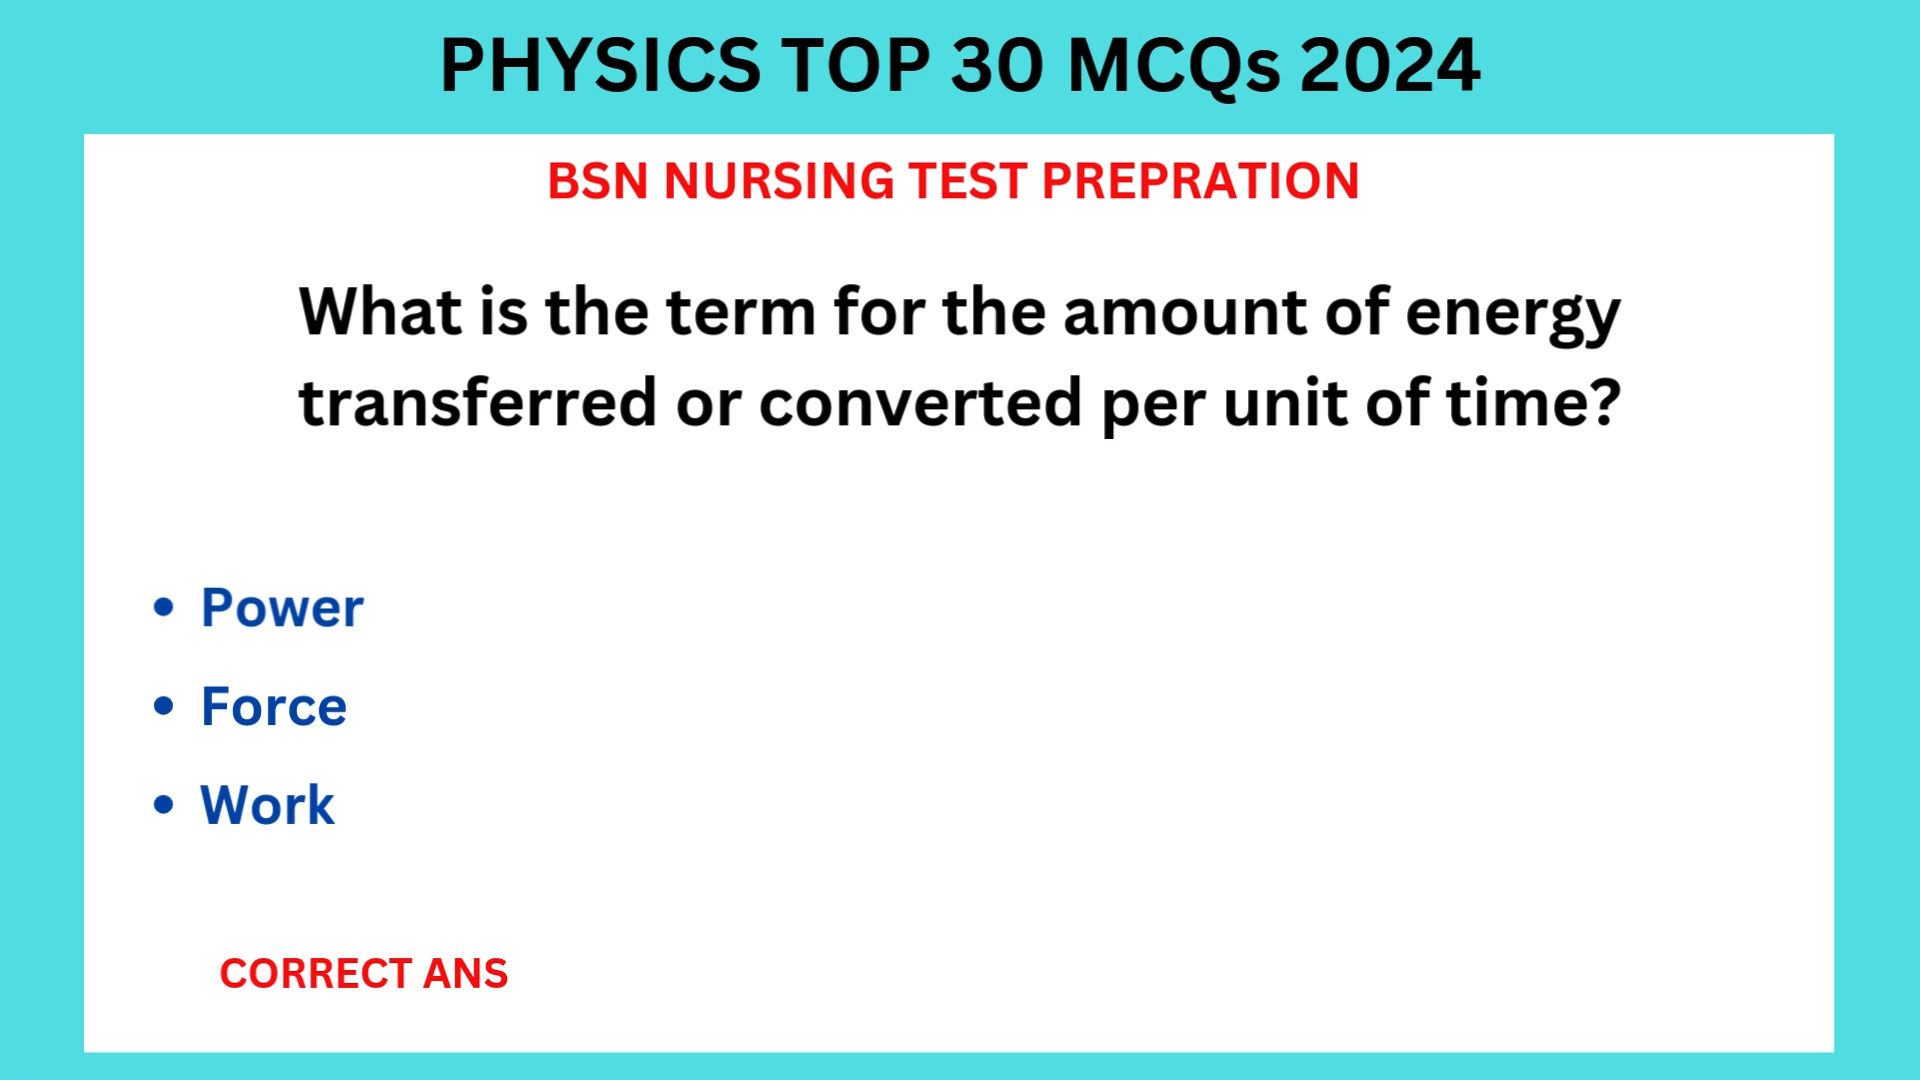 PHYSICS TOP 30 MCQs 2024
BSN NURSING TEST PREPRATION
What is the term for the amount of energy
transferred or converted per unit of time?
• Power
• Force
• Work
CORRECT ANS